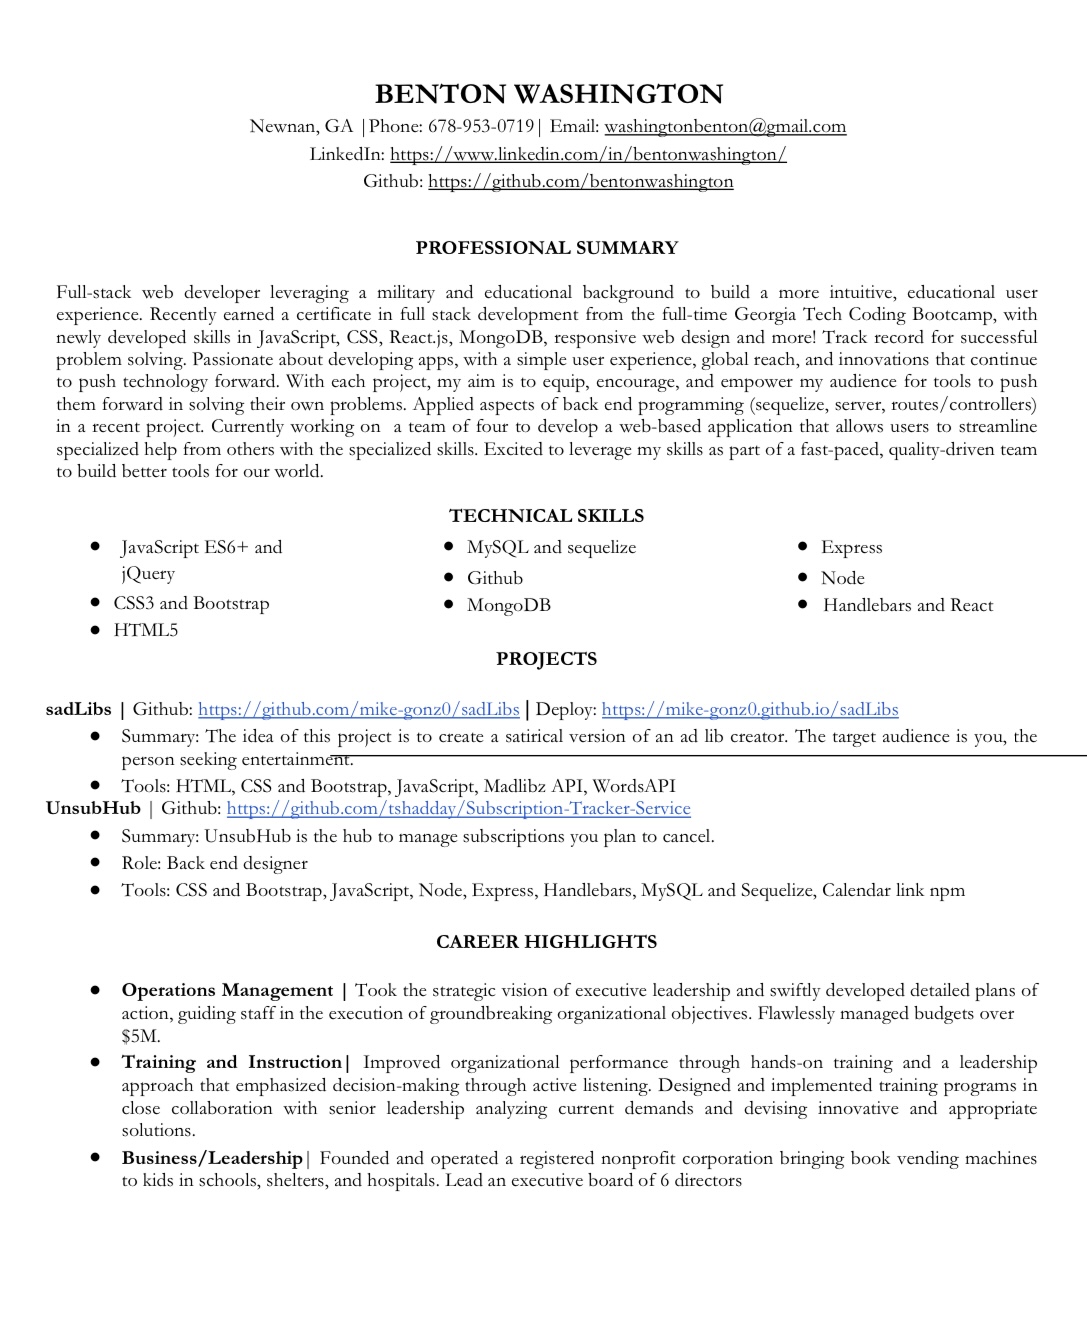 BENTON WASHINGTON
Newnan, GA |Phone: 678-953-0719| Email: washingtonbenton@gmail.com
LinkedIn: https://www.linkedin.com/in/bentonwashington/
Github: https://github.com/bentonwashington
PROFESSIONAL SUMMARY
Full-stack web developer leveraging a military and educational background to build a more intuitive, educational user
experience. Recently earned a certificate in full stack development from the full-time Georgia Tech Coding Bootcamp, with
newly developed skills in JavaScript, CSS, React.js, MongoDB, responsive web design and more! Track record for successful
problem solving. Passionate about developing apps, with a simple user experience, global reach, and innovations that continue
to push technology forward. With each project, my aim is to equip, encourage, and empower my audience for tools to push
them forward in solving their own problems. Applied aspects of back end programming (sequelize, server, routes/controllers)
in a recent project. Currently working on a team of four to develop a web-based application that allows users to streamline
specialized help from others with the specialized skills. Excited to leverage my skills as part of a fast-paced, quality-driven team
to build better tools for our world.
TECHNICAL SKILLS
● JavaScript ES6+ and
jQuery
● CSS3 and Bootstrap
● HTML5
● MySQL and sequelize
● Github
● MongoDB
● Express
● Node
● Handlebars and React
PROJECTS
sadLibs | Github: https://github.com/mike-gonz0/sadLibs | Deploy: https://mike-gonz0.github.io/sadLibs
● Summary: The idea of this project is to create a satirical version of an ad lib creator. The target audience is you, the
person seeking entertainment.
● Tools: HTML, CSS and Bootstrap, JavaScript, Madlibz API, WordsAPI
UnsubHub | Github: https://github.com/tshadday/Subscription-Tracker-Service
● Summary: UnsubHub is the hub to manage subscriptions you plan to cancel.
● Role: Back end designer
● Tools: CSS and Bootstrap, JavaScript, Node, Express, Handlebars, MySQL and Sequelize, Calendar link npm
CAREER HIGHLIGHTS
● Operations Management | Took the strategic vision of executive leadership and swiftly developed detailed plans of
action, guiding staff in the execution of groundbreaking organizational objectives. Flawlessly managed budgets over
$5M.
● Training and Instruction| Improved organizational performance through hands-on training and a leadership
approach that emphasized decision-making through active listening. Designed and implemented training programs in
close collaboration with senior leadership analyzing current demands and devising innovative and appropriate
solutions.
● Business/Leadership| Founded and operated a registered nonprofit corporation bringing book vending machines
to kids in schools, shelters, and hospitals. Lead an executive board of 6 directors